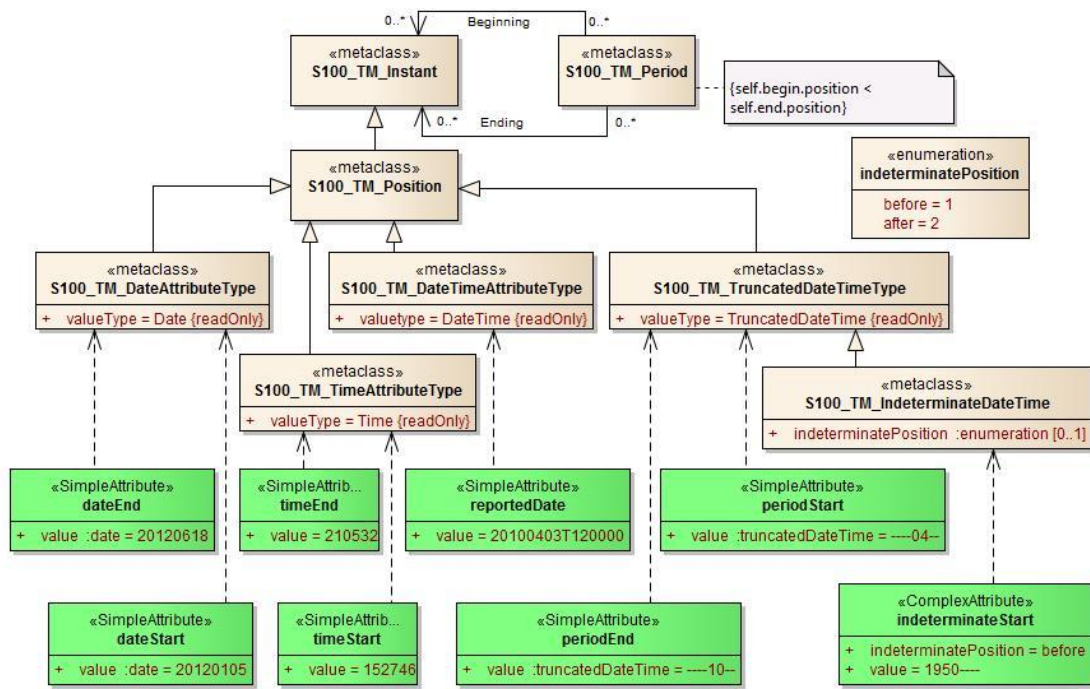 0..*
Beginning
0..*
«metaclass»
S100_TM_Instant
«metaclass»
S100_TM_Period
{self.begin.position <
self.end.position}
0..*
Ending
0..*
«metaclass»
S100_TM_Position
«enumeration»
indeterminatePosition
before = 1
after = 2
«metaclass»
S100_TM_DateAttributeType
+ valueType = Date {readOnly}
«metaclass»
S100_TM_DateTimeAttributeType
+ valuetype = DateTime {readOnly}
«metaclass»
S100_TM_TruncatedDateTimeType
+ valueType = TruncatedDateTime {readOnly}
«metaclass»
S100_TM_TimeAttributeType
+ valueType = Time {readOnly}
«metaclass»
S100_TM_IndeterminateDateTime
+ indeterminatePosition :enumeration [0..1]
«SimpleAttribute»
dateEnd
+ value :date = 20120618
«SimpleAttrib...
timeEnd
+ value = 210532
«SimpleAttribute»
reportedDate
+ value = 20100403T120000
«SimpleAttribute»
periodStart
+ value :truncatedDateTime = ----04--
«SimpleAttribute»
dateStart
+ value :date = 20120105
«SimpleAttrib...
timeStart
+ value = 152746
«SimpleAttribute»
periodEnd
+ value :truncatedDateTime = ----10--
«ComplexAttribute»
indeterminateStart
+ indeterminatePosition = before
+ value = 1950----